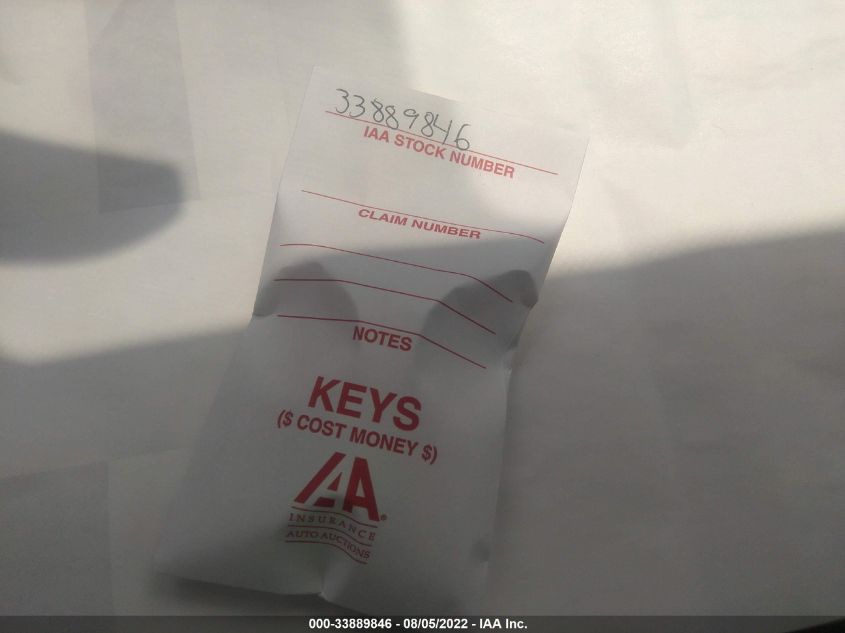 33889846
IAA STOCK NUMBER
CLAIM NUMBER
NOTES
KEYS
($ COST MONEY $)
IAA®
INSURANCE
AUTO AUCTIONS
000-33889846 - 08/05/2022 - IAA Inc.